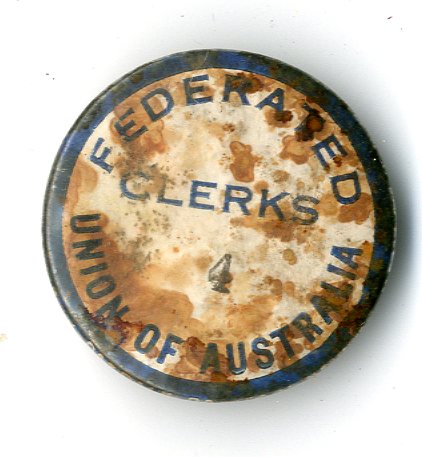 FEDERATED
CLERKS
4
UNION OF AUSTRALIA